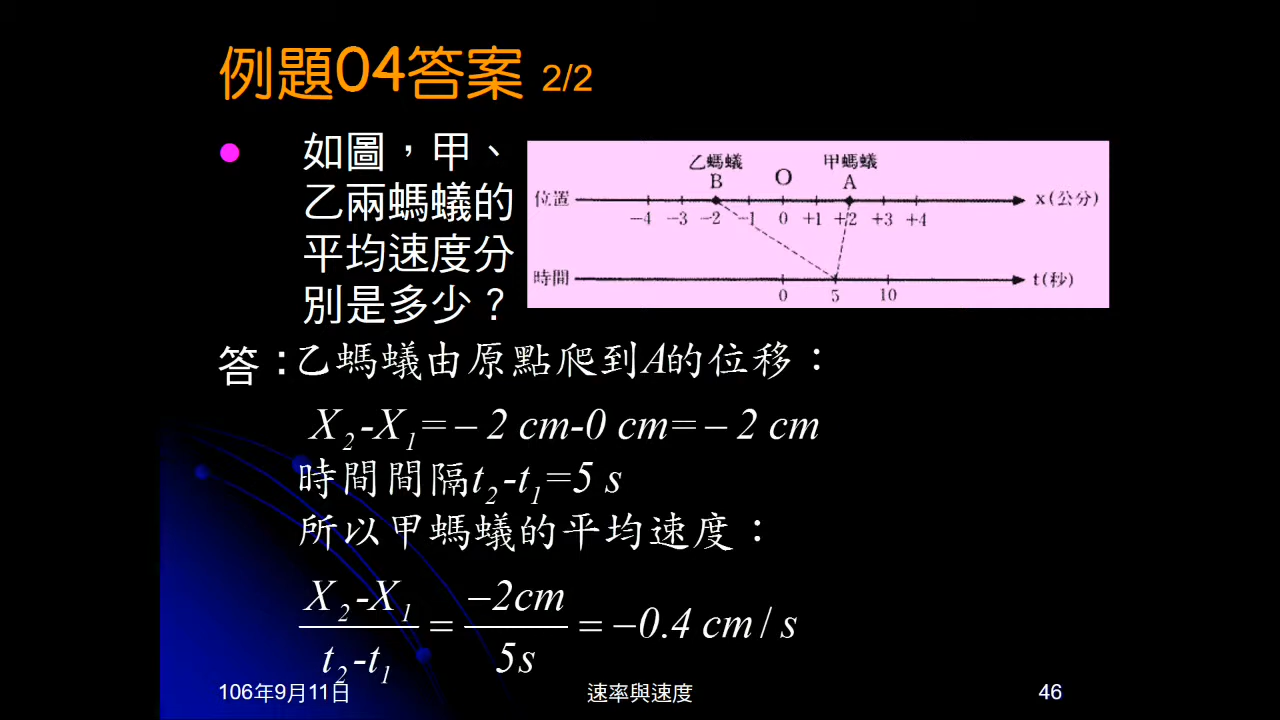 例題04答案 2/2
如圖，甲、
乙兩螞蟻的
平均速度分
別是多少？
乙螞蟻 甲螞蟻
B O A
位置 x(公分)
-4 -3 -2 -1 0 +1 +2 +3 +4
時間 t(秒)
0 5 10
答：乙螞蟻由原點爬到A的位移：
X₂-X₁=－2 cm-0 cm=－2 cm
時間間隔t₂-t₁=5 s
所以甲螞蟻的平均速度：
X₂-X₁ / t₂-t₁ = −2cm / 5s = −0.4 cm / s
106年9月11日 速率與速度 46